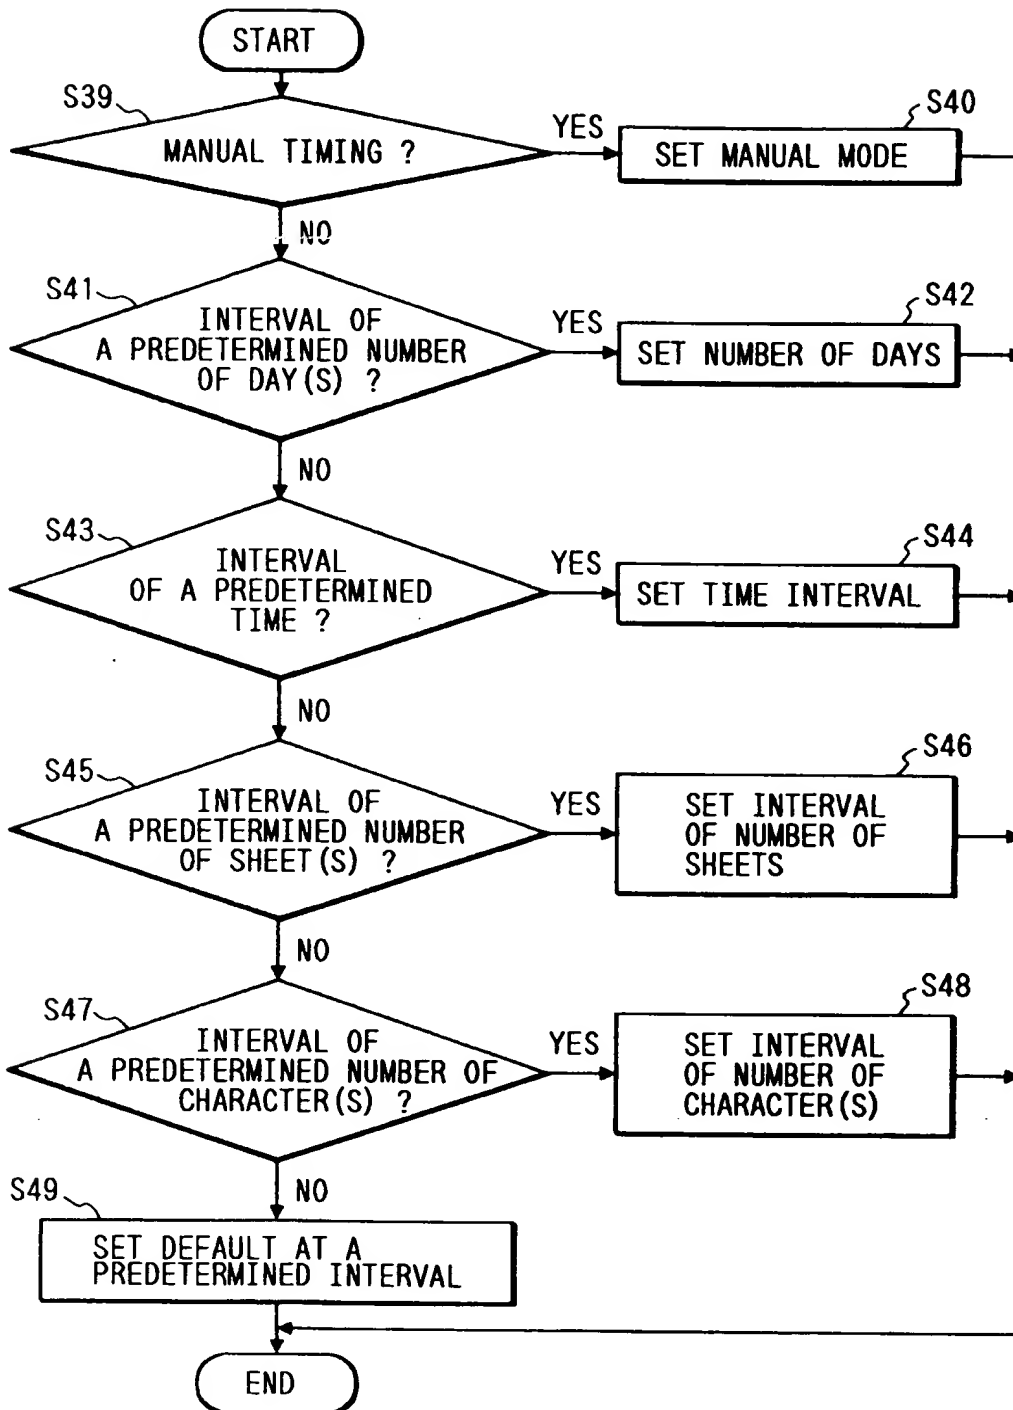 START
S39
MANUAL TIMING ?
YES
S40
SET MANUAL MODE
NO
S41
INTERVAL OF
A PREDETERMINED NUMBER
OF DAY(S) ?
YES
S42
SET NUMBER OF DAYS
NO
S43
INTERVAL
OF A PREDETERMINED
TIME ?
YES
S44
SET TIME INTERVAL
NO
S45
INTERVAL OF
A PREDETERMINED NUMBER
OF SHEET(S) ?
YES
S46
SET INTERVAL
OF NUMBER OF
SHEETS
NO
S47
INTERVAL OF
A PREDETERMINED NUMBER OF
CHARACTER(S) ?
YES
S48
SET INTERVAL
OF NUMBER OF
CHARACTER(S)
NO
S49
SET DEFAULT AT A
PREDETERMINED INTERVAL
END